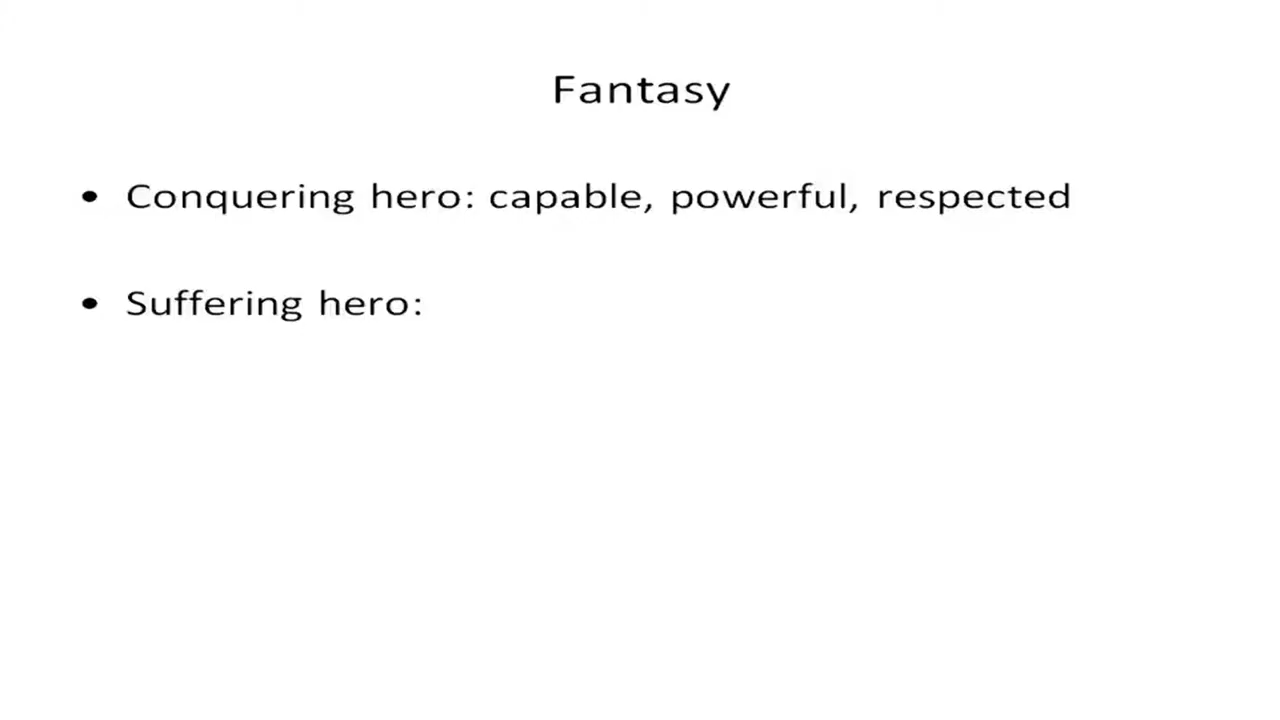 Fantasy
• Conquering hero: capable, powerful, respected
• Suffering hero: